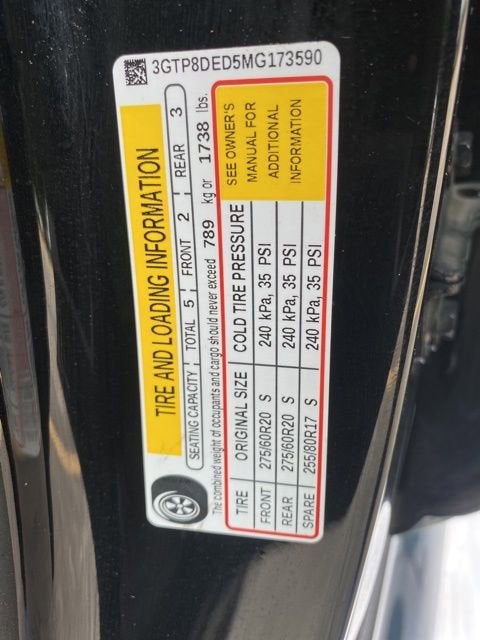 3GTP8DED5MG173590
TIRE AND LOADING INFORMATION
SEATING CAPACITY TOTAL 5 FRONT 2 REAR 3
The combined weight of occupants and cargo should never exceed 789 kg or 1738 lbs.
TIRE ORIGINAL SIZE COLD TIRE PRESSURE
FRONT 275/60R20 S 240 kPa, 35 PSI
REAR 275/60R20 S 240 kPa, 35 PSI
SPARE 255/80R17 S 240 kPa, 35 PSI
SEE OWNER'S
MANUAL FOR
ADDITIONAL
INFORMATION